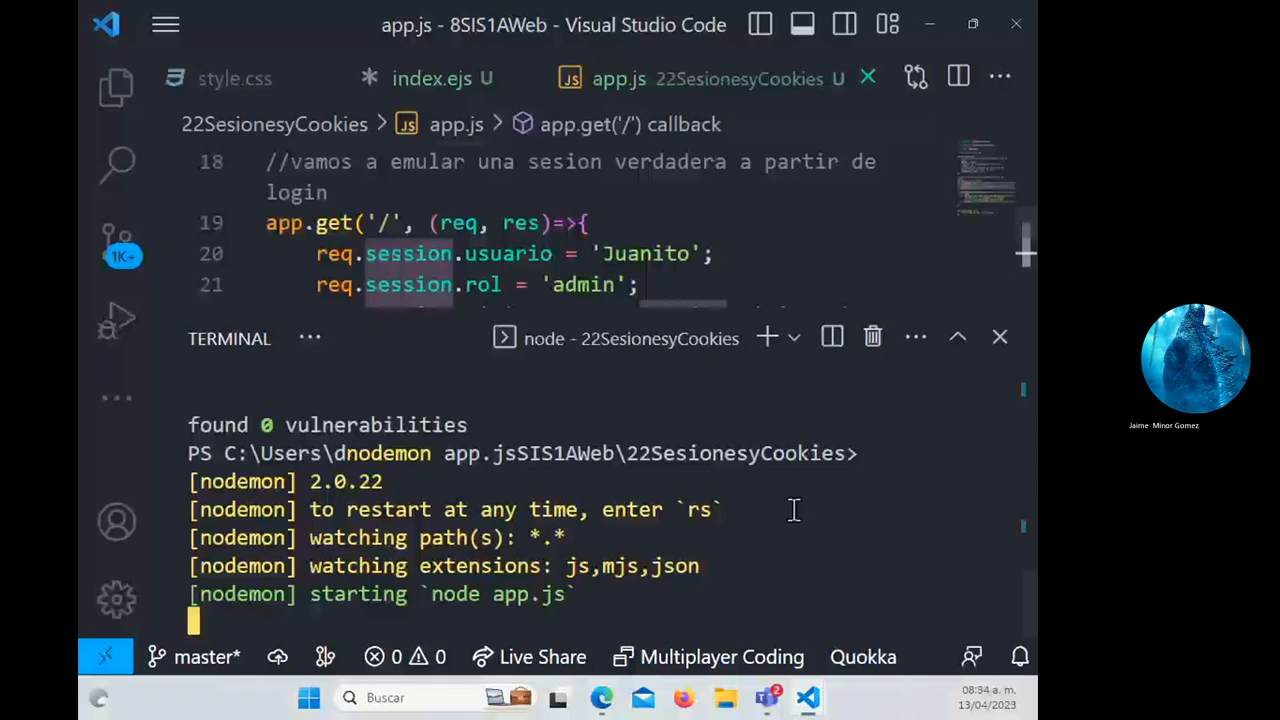 app.js - 8SIS1AWeb - Visual Studio Code
style.css
index.ejs U
JS app.js 22SesionesyCookies U
22SesionesyCookies > JS app.js > app.get('/') callback
18 //vamos a emular una sesion verdadera a partir de
login
19 app.get('/', (req, res)=>{
20 req.session.usuario = 'Juanito';
21 req.session.rol = 'admin';
1K+
TERMINAL
node - 22SesionesyCookies
found 0 vulnerabilities
PS C:\Users\dnodemon app.jsSIS1AWeb\22SesionesyCookies>
[nodemon] 2.0.22
[nodemon] to restart at any time, enter `rs`
[nodemon] watching path(s): *.*
[nodemon] watching extensions: js,mjs,json
[nodemon] starting `node app.js`
master* 0 0 Live Share Multiplayer Coding Quokka
Buscar
2
08:34 a. m.
13/04/2023
Jaime Minor Gomez